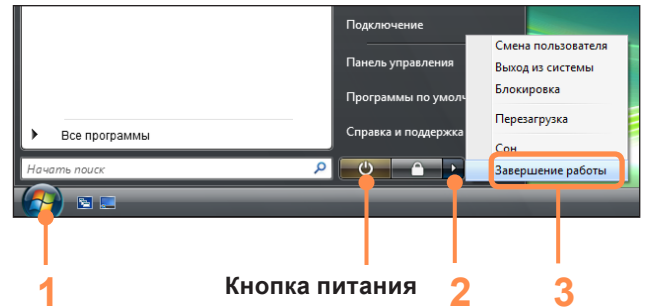 Подключение
Панель управления
Программы по умолч
Справка и поддержка
Все программы
Начать поиск
Смена пользователя
Выход из системы
Блокировка
Перезагрузка
Сон
Завершение работы
1
Кнопка питания
2
3